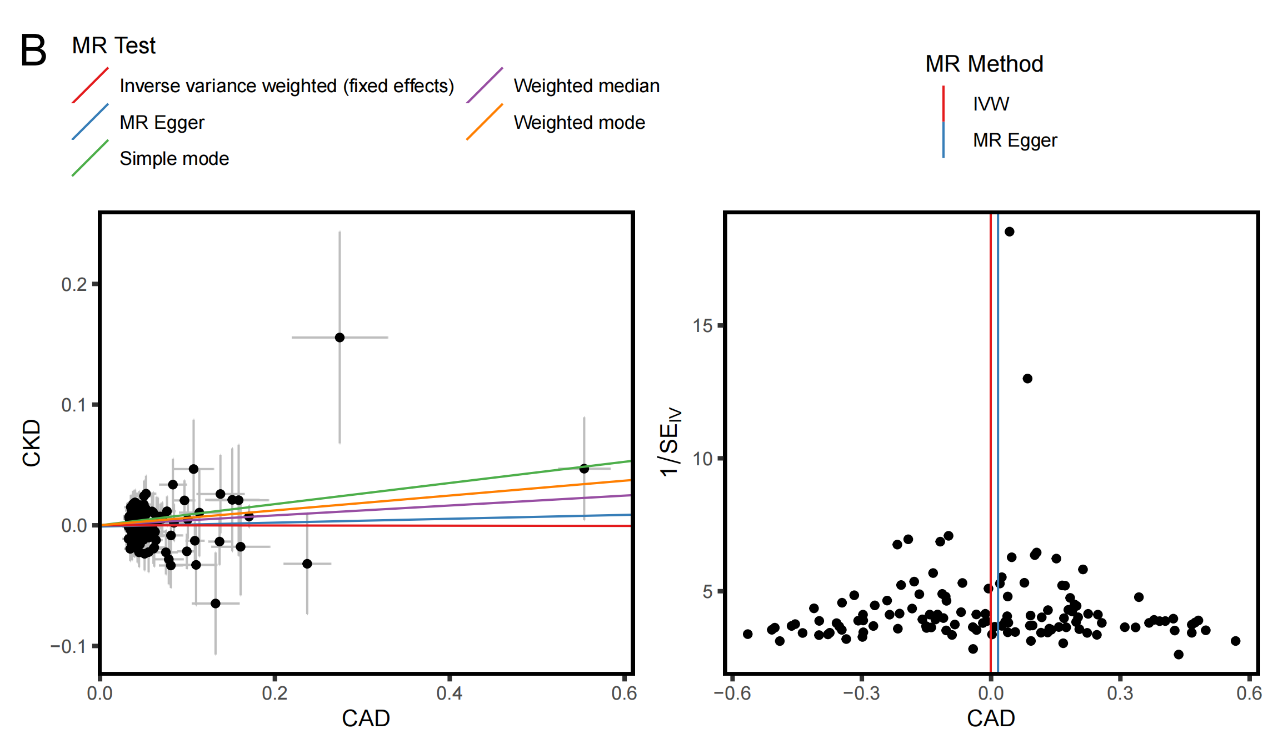 B
MR Test
Inverse variance weighted (fixed effects)
MR Egger
Simple mode
Weighted median
Weighted mode
MR Method
IVW
MR Egger
CKD
0.2
0.1
0.0
−0.1
0.0 0.2 0.4 0.6
CAD
1/SEIV
15
10
5
−0.6 −0.3 0.0 0.3 0.6
CAD